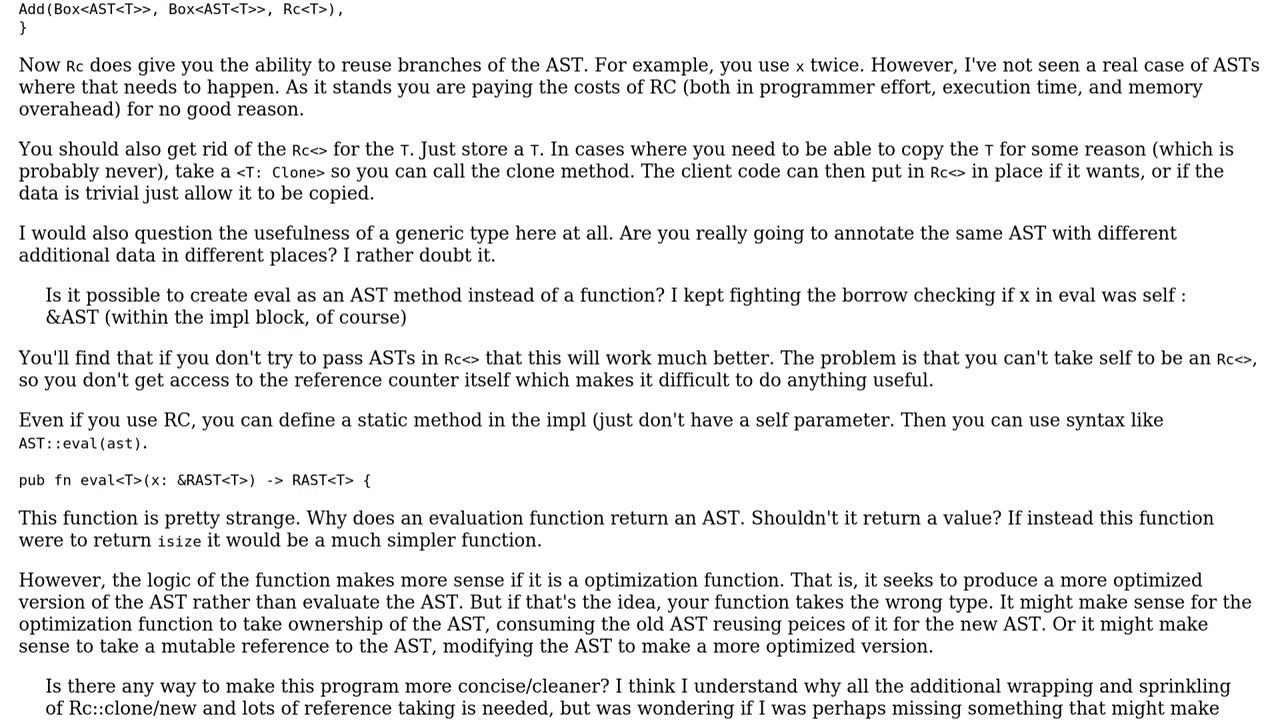 Add(Box<AST<T>>, Box<AST<T>>, Rc<T>),
}
Now Rc does give you the ability to reuse branches of the AST. For example, you use x twice. However, I've not seen a real case of ASTs
where that needs to happen. As it stands you are paying the costs of RC (both in programmer effort, execution time, and memory
overahead) for no good reason.
You should also get rid of the Rc<> for the T. Just store a T. In cases where you need to be able to copy the T for some reason (which is
probably never), take a <T: Clone> so you can call the clone method. The client code can then put in Rc<> in place if it wants, or if the
data is trivial just allow it to be copied.
I would also question the usefulness of a generic type here at all. Are you really going to annotate the same AST with different
additional data in different places? I rather doubt it.
Is it possible to create eval as an AST method instead of a function? I kept fighting the borrow checking if x in eval was self :
&AST (within the impl block, of course)
You'll find that if you don't try to pass ASTs in Rc<> that this will work much better. The problem is that you can't take self to be an Rc<>,
so you don't get access to the reference counter itself which makes it difficult to do anything useful.
Even if you use RC, you can define a static method in the impl (just don't have a self parameter. Then you can use syntax like
AST::eval(ast).
pub fn eval<T>(x: &RAST<T>) -> RAST<T> {
This function is pretty strange. Why does an evaluation function return an AST. Shouldn't it return a value? If instead this function
were to return isize it would be a much simpler function.
However, the logic of the function makes more sense if it is a optimization function. That is, it seeks to produce a more optimized
version of the AST rather than evaluate the AST. But if that's the idea, your function takes the wrong type. It might make sense for the
optimization function to take ownership of the AST, consuming the old AST reusing peices of it for the new AST. Or it might make
sense to take a mutable reference to the AST, modifying the AST to make a more optimized version.
Is there any way to make this program more concise/cleaner? I think I understand why all the additional wrapping and sprinkling
of Rc::clone/new and lots of reference taking is needed, but was wondering if I was perhaps missing something that might make